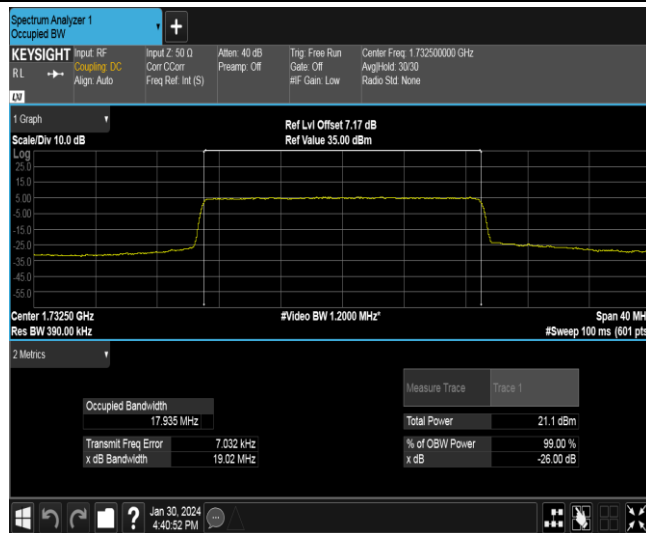 Spectrum Analyzer 1
Occupied BW
+
KEYSIGHT
RL
Input: RF
Coupling: DC
Align: Auto
Input Z: 50 Ω
Corr CCorr
Freq Ref: Int (S)
Atten: 40 dB
Preamp: Off
Trig: Free Run
Gate: Off
#IF Gain: Low
Center Freq: 1.732500000 GHz
Avg|Hold: 30/30
Radio Std: None
1 Graph
Scale/Div 10.0 dB
Ref Lvl Offset 7.17 dB
Ref Value 35.00 dBm
Log
25.0
15.0
5.00
-5.00
-15.0
-25.0
-35.0
-45.0
-55.0
Center 1.73250 GHz
#Video BW 1.2000 MHz*
Span 40 MH
Res BW 390.00 kHz
#Sweep 100 ms (601 pts
2 Metrics
Measure Trace Trace 1
Occupied Bandwidth
17.935 MHz
Total Power 21.1 dBm
Transmit Freq Error 7.032 kHz
% of OBW Power 99.00 %
x dB Bandwidth 19.02 MHz
x dB -26.00 dB
?
Jan 30, 2024
4:40:52 PM